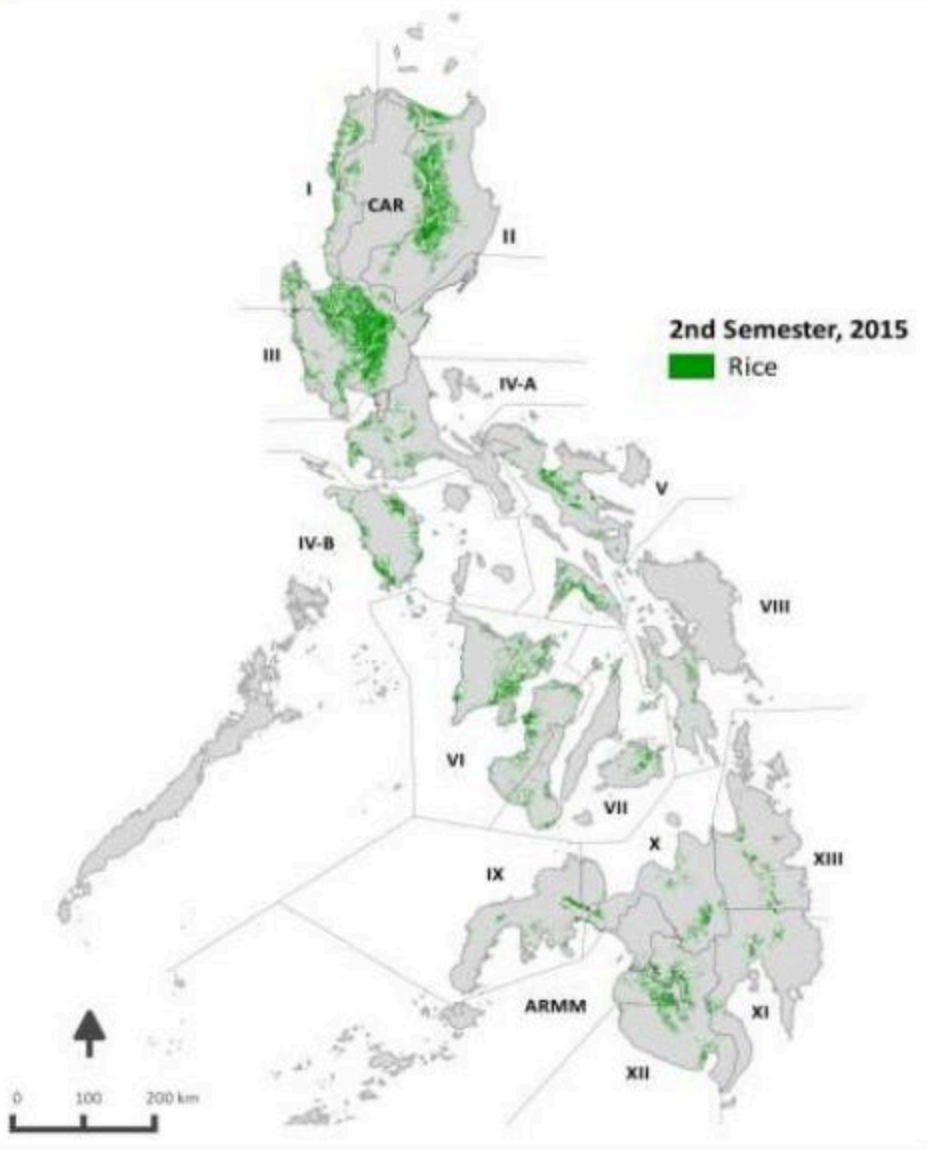 I
CAR
II
2nd Semester, 2015
Rice
III
IV-A
V
IV-B
VIII
VI
VII
X
XIII
IX
ARMM
XI
XII
0 100 200 km